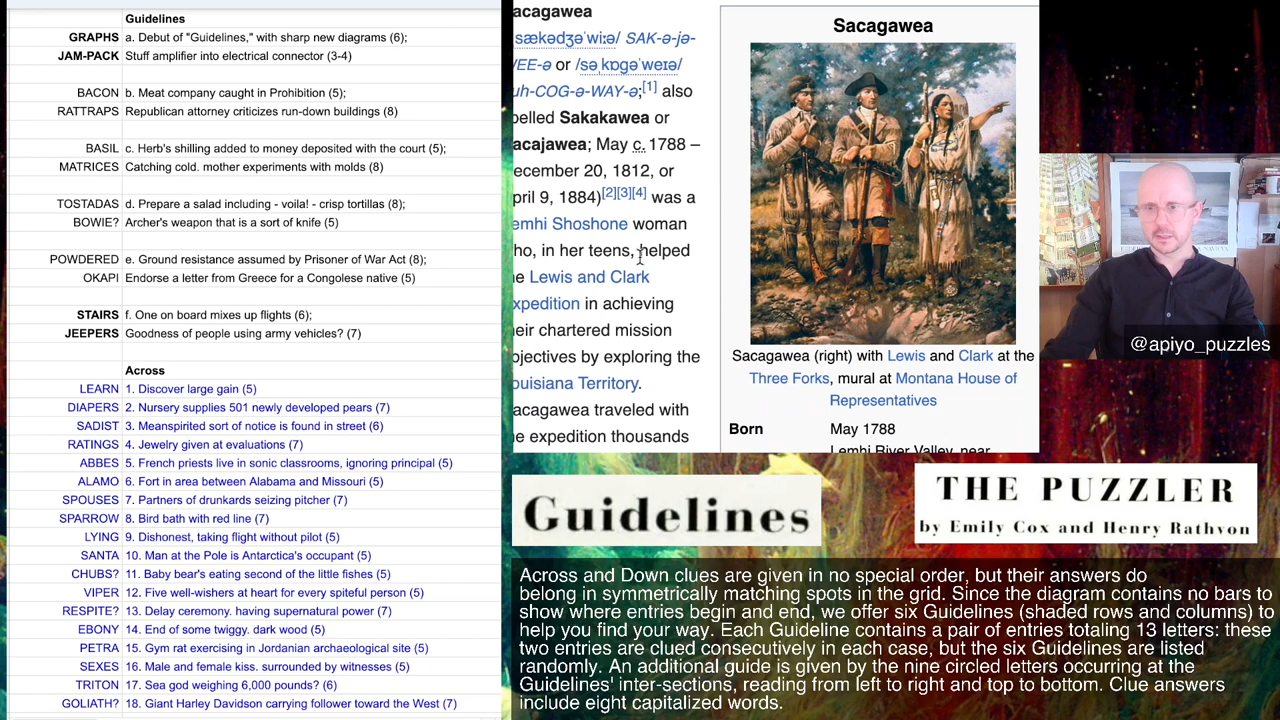 Guidelines
GRAPHS a. Debut of "Guidelines," with sharp new diagrams (6);
JAM-PACK Stuff amplifier into electrical connector (3-4)
BACON b. Meat company caught in Prohibition (5);
RATTRAPS Republican attorney criticizes run-down buildings (8)
BASIL c. Herb's shilling added to money deposited with the court (5);
MATRICES Catching cold. mother experiments with molds (8)
TOSTADAS d. Prepare a salad including - voila! - crisp tortillas (8);
BOWIE? Archer's weapon that is a sort of knife (5)
POWDERED e. Ground resistance assumed by Prisoner of War Act (8);
OKAPI Endorse a letter from Greece for a Congolese native (5)
STAIRS f. One on board mixes up flights (6);
JEEPERS Goodness of people using army vehicles? (7)
Across
LEARN 1. Discover large gain (5)
DIAPERS 2. Nursery supplies 501 newly developed pears (7)
SADIST 3. Meanspirited sort of notice is found in street (6)
RATINGS 4. Jewelry given at evaluations (7)
ABBES 5. French priests live in sonic classrooms, ignoring principal (5)
ALAMO 6. Fort in area between Alabama and Missouri (5)
SPOUSES 7. Partners of drunkards seizing pitcher (7)
SPARROW 8. Bird bath with red line (7)
LYING 9. Dishonest, taking flight without pilot (5)
SANTA 10. Man at the Pole is Antarctica's occupant (5)
CHUBS? 11. Baby bear's eating second of the little fishes (5)
VIPER 12. Five well-wishers at heart for every spiteful person (5)
RESPITE? 13. Delay ceremony. having supernatural power (7)
EBONY 14. End of some twiggy. dark wood (5)
PETRA 15. Gym rat exercising in Jordanian archaeological site (5)
SEXES 16. Male and female kiss. surrounded by witnesses (5)
TRITON 17. Sea god weighing 6,000 pounds? (6)
GOLIATH? 18. Giant Harley Davidson carrying follower toward the West (7)
acagawea
sækədʒəˈwiːə/ SAK-ə-jə-
VEE-ə or /səˌkɒɡəˈweɪə/
uh-COG-ə-WAY-ə;[1] also
pelled Sakakawea or
acajawea; May c. 1788 –
ecember 20, 1812, or
pril 9, 1884)[2][3][4] was a
emhi Shoshone woman
ho, in her teens, helped
he Lewis and Clark
xpedition in achieving
heir chartered mission
bjectives by exploring the
ouisiana Territory.
acagawea traveled with
he expedition thousands
Sacagawea
Sacagawea (right) with Lewis and Clark at the
Three Forks, mural at Montana House of
Representatives
Born May 1788
Lemhi River Valley, near
@apiyo_puzzles
Guidelines
THE PUZZLER
by Emily Cox and Henry Rathvon
Across and Down clues are given in no special order, but their answers do
belong in symmetrically matching spots in the grid. Since the diagram contains no bars to
show where entries begin and end, we offer six Guidelines (shaded rows and columns) to
help you find your way. Each Guideline contains a pair of entries totaling 13 letters: these
two entries are clued consecutively in each case, but the six Guidelines are listed
randomly. An additional guide is given by the nine circled letters occurring at the
Guidelines' inter-sections, reading from left to right and top to bottom. Clue answers
include eight capitalized words.